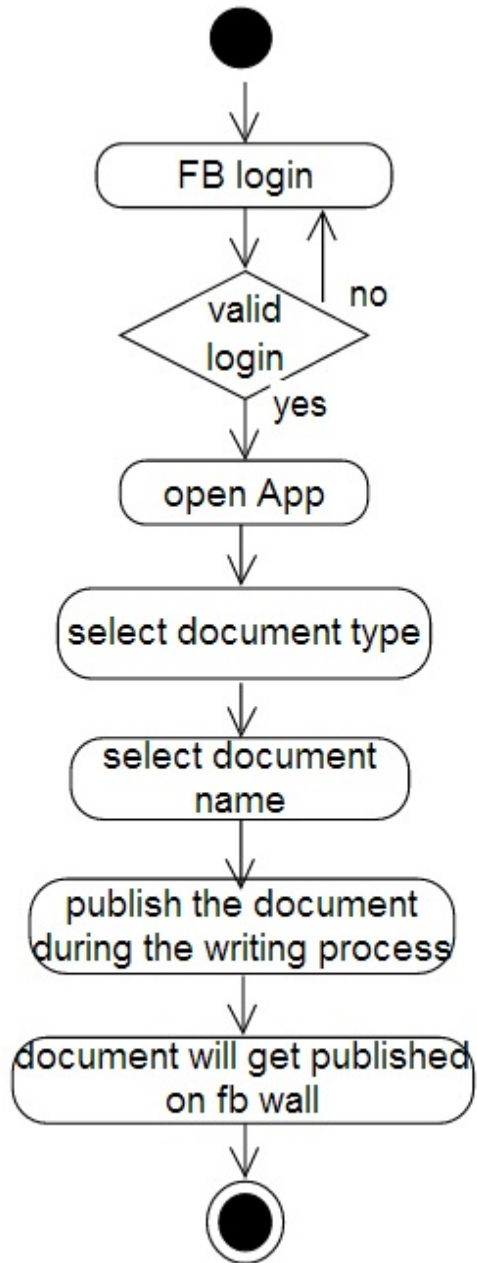 FB login
valid
login
no
yes
open App
select document type
select document
name
publish the document
during the writing process
document will get published
on fb wall